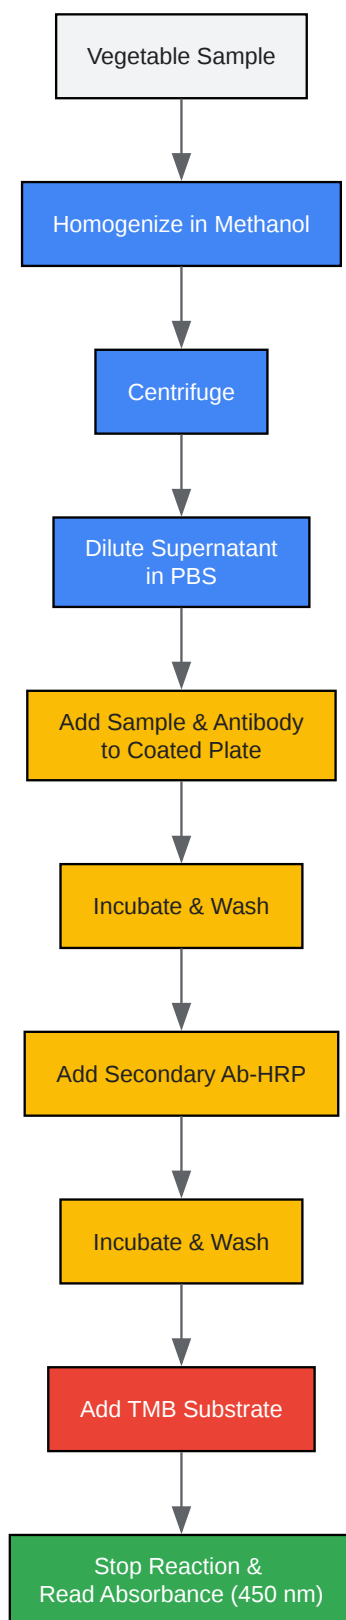 Vegetable Sample
Homogenize in Methanol
Centrifuge
Dilute Supernatant
in PBS
Add Sample & Antibody
to Coated Plate
Incubate & Wash
Add Secondary Ab-HRP
Incubate & Wash
Add TMB Substrate
Stop Reaction &
Read Absorbance (450 nm)